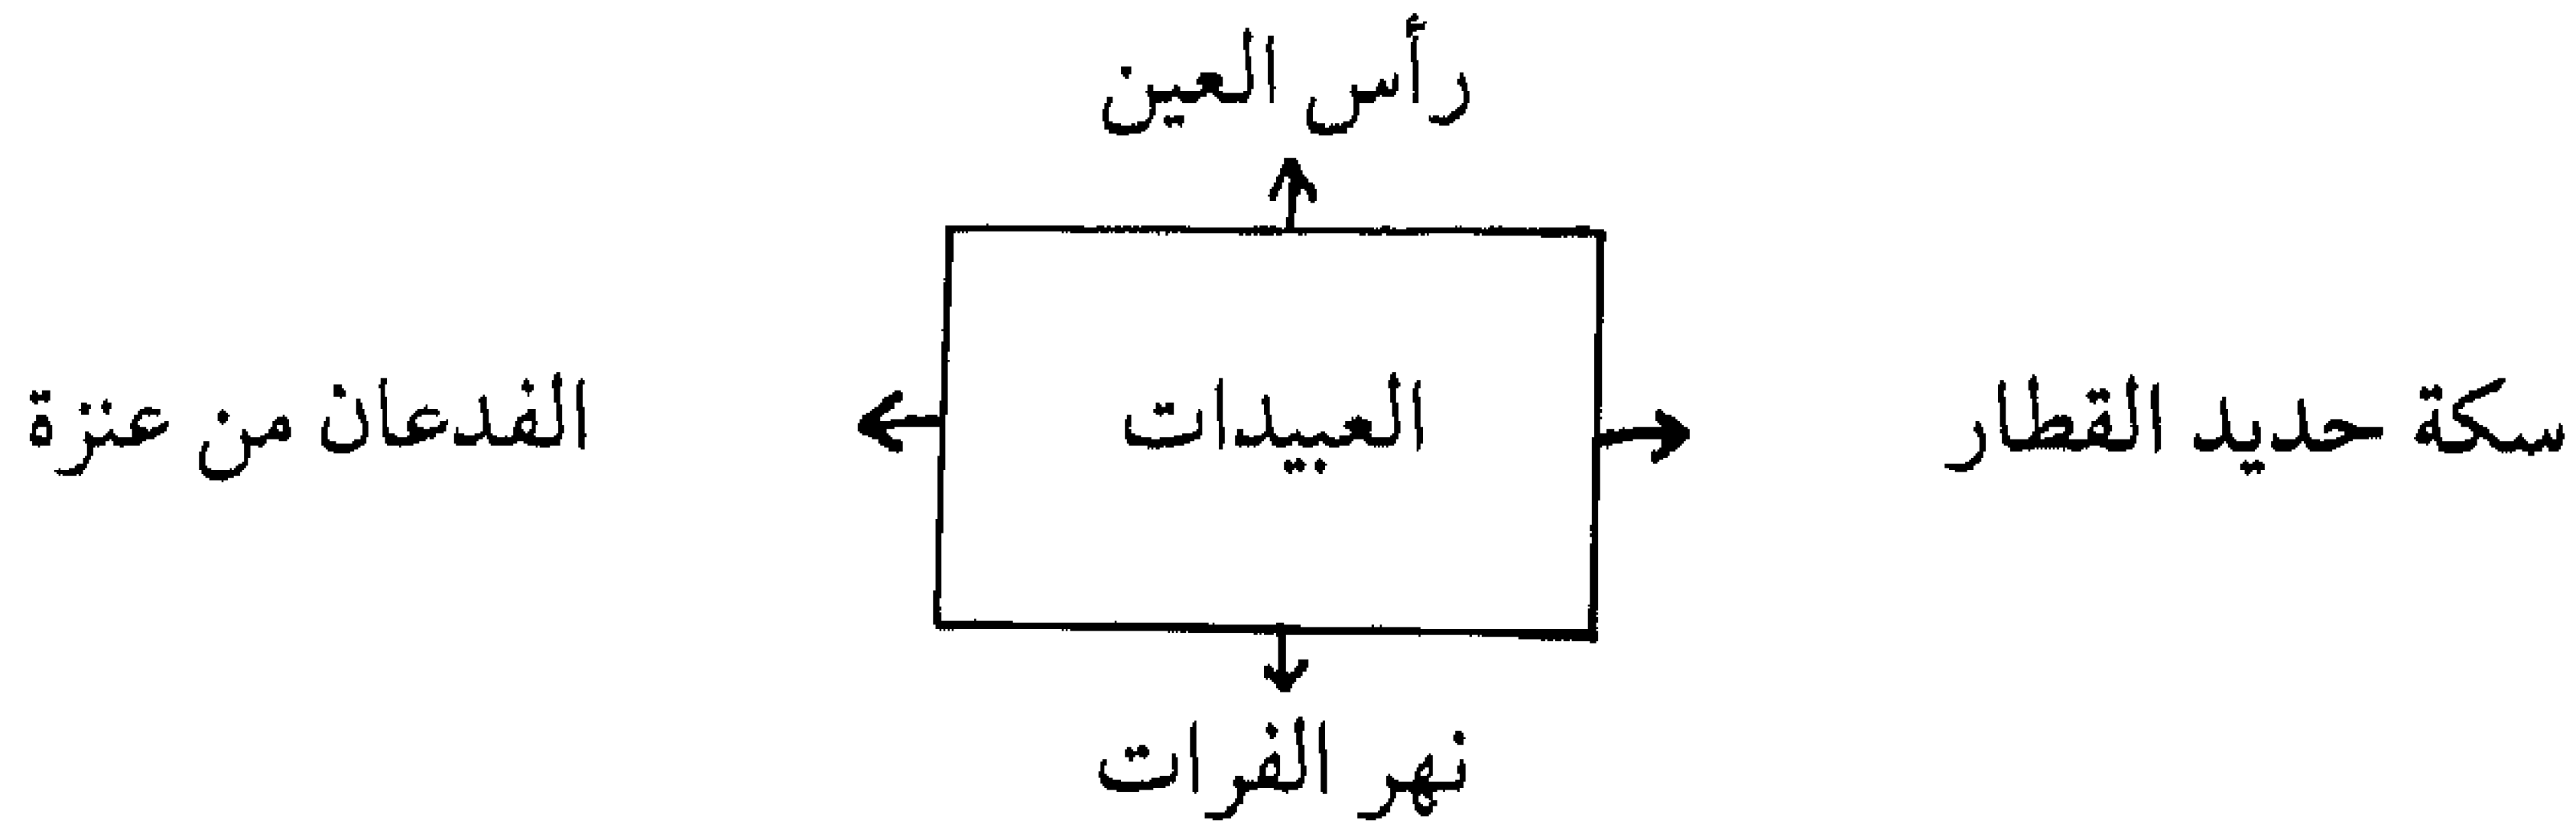 رأس العين
سكة حديد القطار
العبيدات
الفدعان من عنزة
نهر الفرات